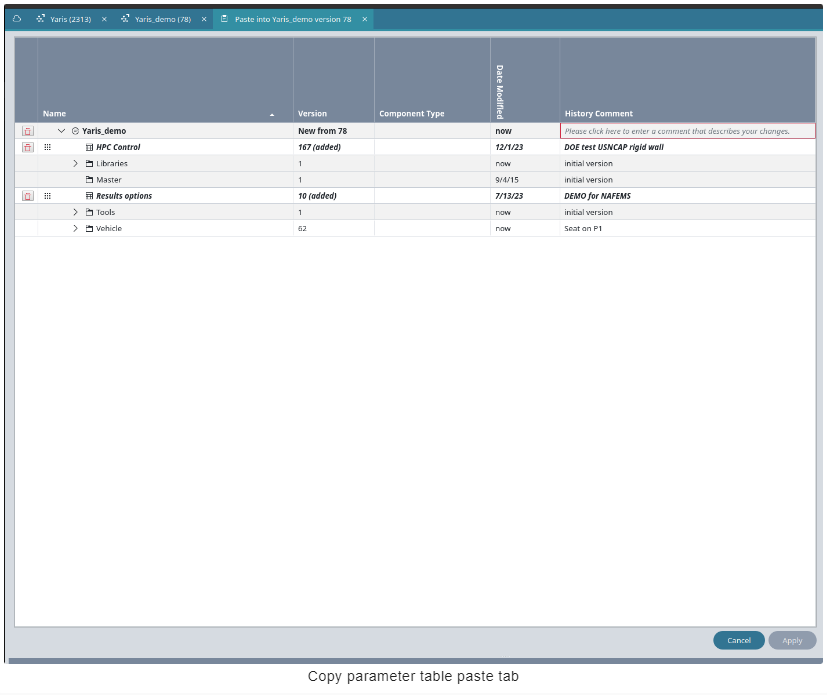 Yaris (2313) × Yaris_demo (78) × Paste into Yaris_demo version 78 ×
Name Version Component Type Date Modified History Comment
Yaris_demo New from 78 now Please click here to enter a comment that describes your changes.
HPC Control 167 (added) 12/1/23 DOE test USNCAP rigid wall
Libraries 1 now initial version
Master 1 9/4/15 initial version
Results options 10 (added) 7/13/23 DEMO for NAFEMS
Tools 1 now initial version
Vehicle 62 now Seat on P1
Cancel Apply
Copy parameter table paste tab